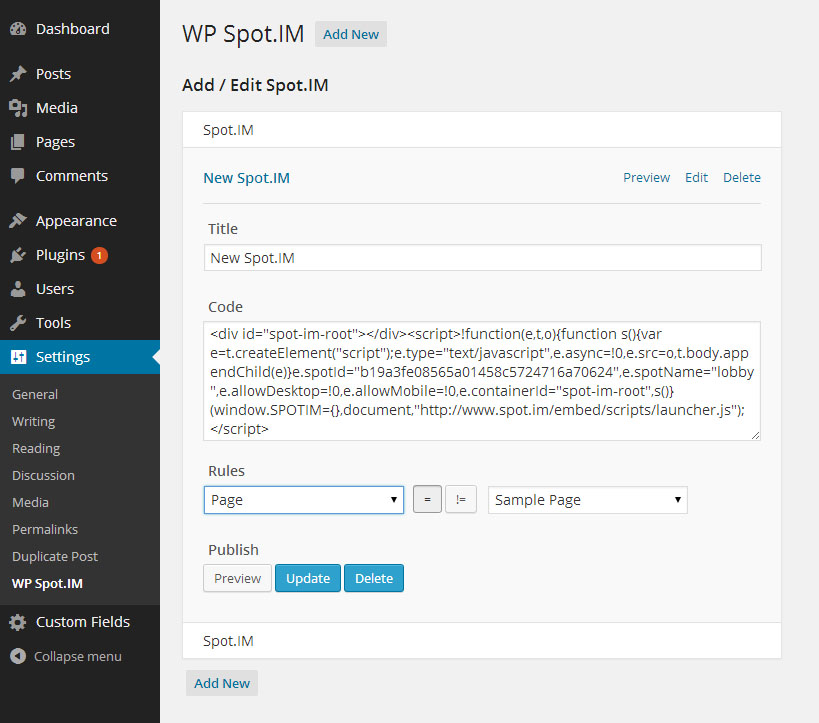 Dashboard
Posts
Media
Pages
Comments
Appearance
Plugins 1
Users
Tools
Settings
General
Writing
Reading
Discussion
Media
Permalinks
Duplicate Post
WP Spot.IM
Custom Fields
Collapse menu
WP Spot.IM Add New
Add / Edit Spot.IM
Spot.IM
New Spot.IM Preview Edit Delete
Title
New Spot.IM
Code
<div id="spot-im-root"></div><script>!function(e,t,o){function s(){var
e=t.createElement("script");e.type="text/javascript",e.async=!0,e.src=o,t.body.app
endChild(e)}e.spotId="b19a3fe08565a01458c5724716a70624",e.spotName="lobby
",e.allowDesktop=!0,e.allowMobile=!0,e.containerId="spot-im-root",s()}
(window.SPOTIM={},document,"http://www.spot.im/embed/scripts/launcher.js");
</script>
Rules
Page = != Sample Page
Publish
Preview Update Delete
Spot.IM
Add New